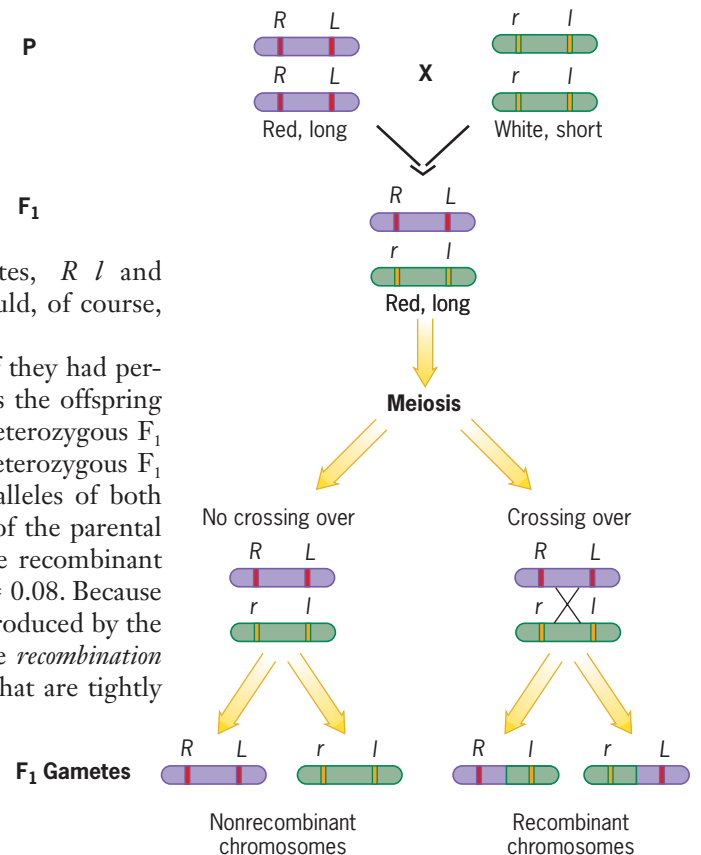 R L
r l
P
X
R L
r l
Red, long
White, short
F₁
R L
r l
Red, long
tes, R l and
uld, of course,
f they had per-
s the offspring
eterozygous F₁
eterozygous F₁
alleles of both
of the parental
e recombinant
= 0.08. Because
roduced by the
e recombination
hat are tightly
Meiosis
No crossing over
Crossing over
R L
R L
r l
r l
F₁ Gametes
R L
r l
R l
r L
Nonrecombinant
chromosomes
Recombinant
chromosomes